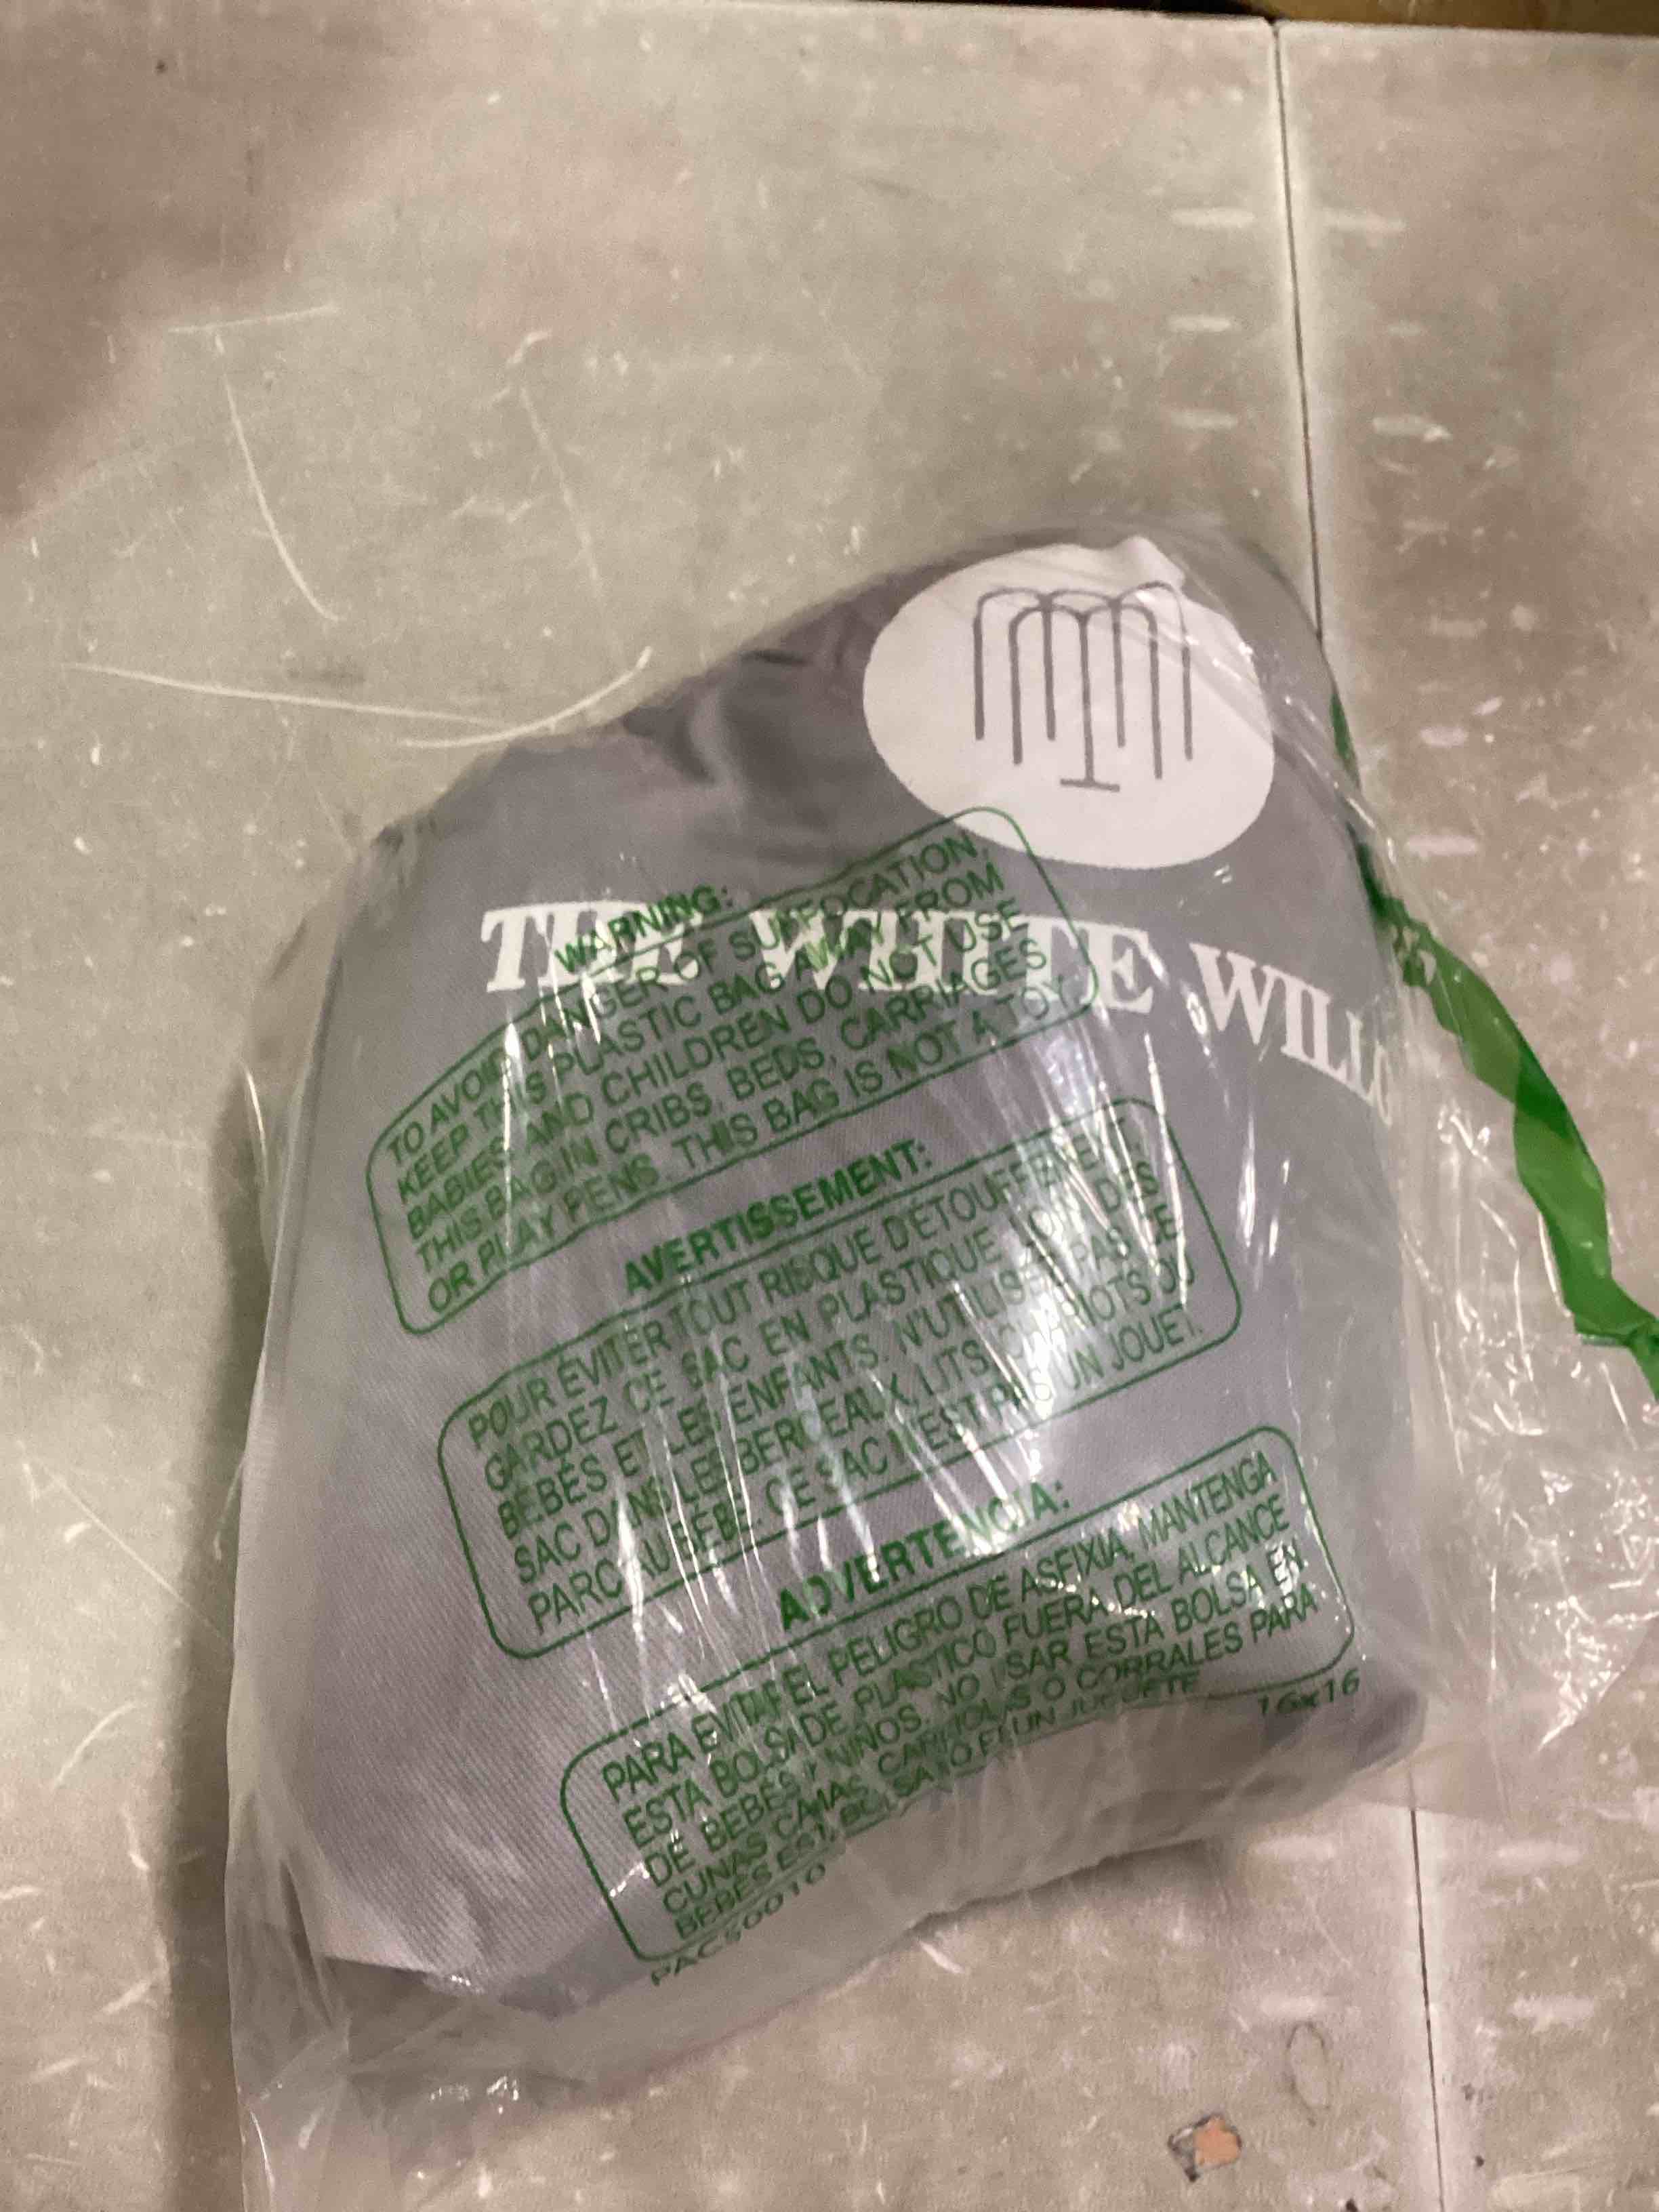 THE WHITE
WARNING:
TO AVOID DANGER OF SUFFOCATION,
KEEP THIS PLASTIC BAG AWAY FROM
BABIES AND CHILDREN DO NOT USE
THIS BAG IN CRIBS, BEDS, CARRIAGES
OR PLAY PENS. THIS BAG IS NOT A TOY.
AVERTISSEMENT:
POUR ÉVITER TOUT RISQUE D'ÉTOUFFEMENT,
GARDEZ CE SAC EN PLASTIQUE LOIN DES
BEBÉS ET LES ENFANTS. N'UTILISEZ PAS CE
SAC DANS LES BERCEAUX, LITS, CHARIOTS OU
PARC AU BÉBÉ. CE SAC N'EST PAS UN JOUET.
ADVERTENCIA:
PARA EVITAR EL PELIGRO DE ASFIXIA, MANTENGA
ESTA BOLSA DE PLASTICO FUERA DEL ALCANCE
DE BEBÉS Y NIÑOS. NO USAR ESTA BOLSA EN
CUNAS CAMAS, CARRIOLAS O CORRALES PARA
BEBÉS ESTA BOLSA NO ES UN JUGUETE
16x16